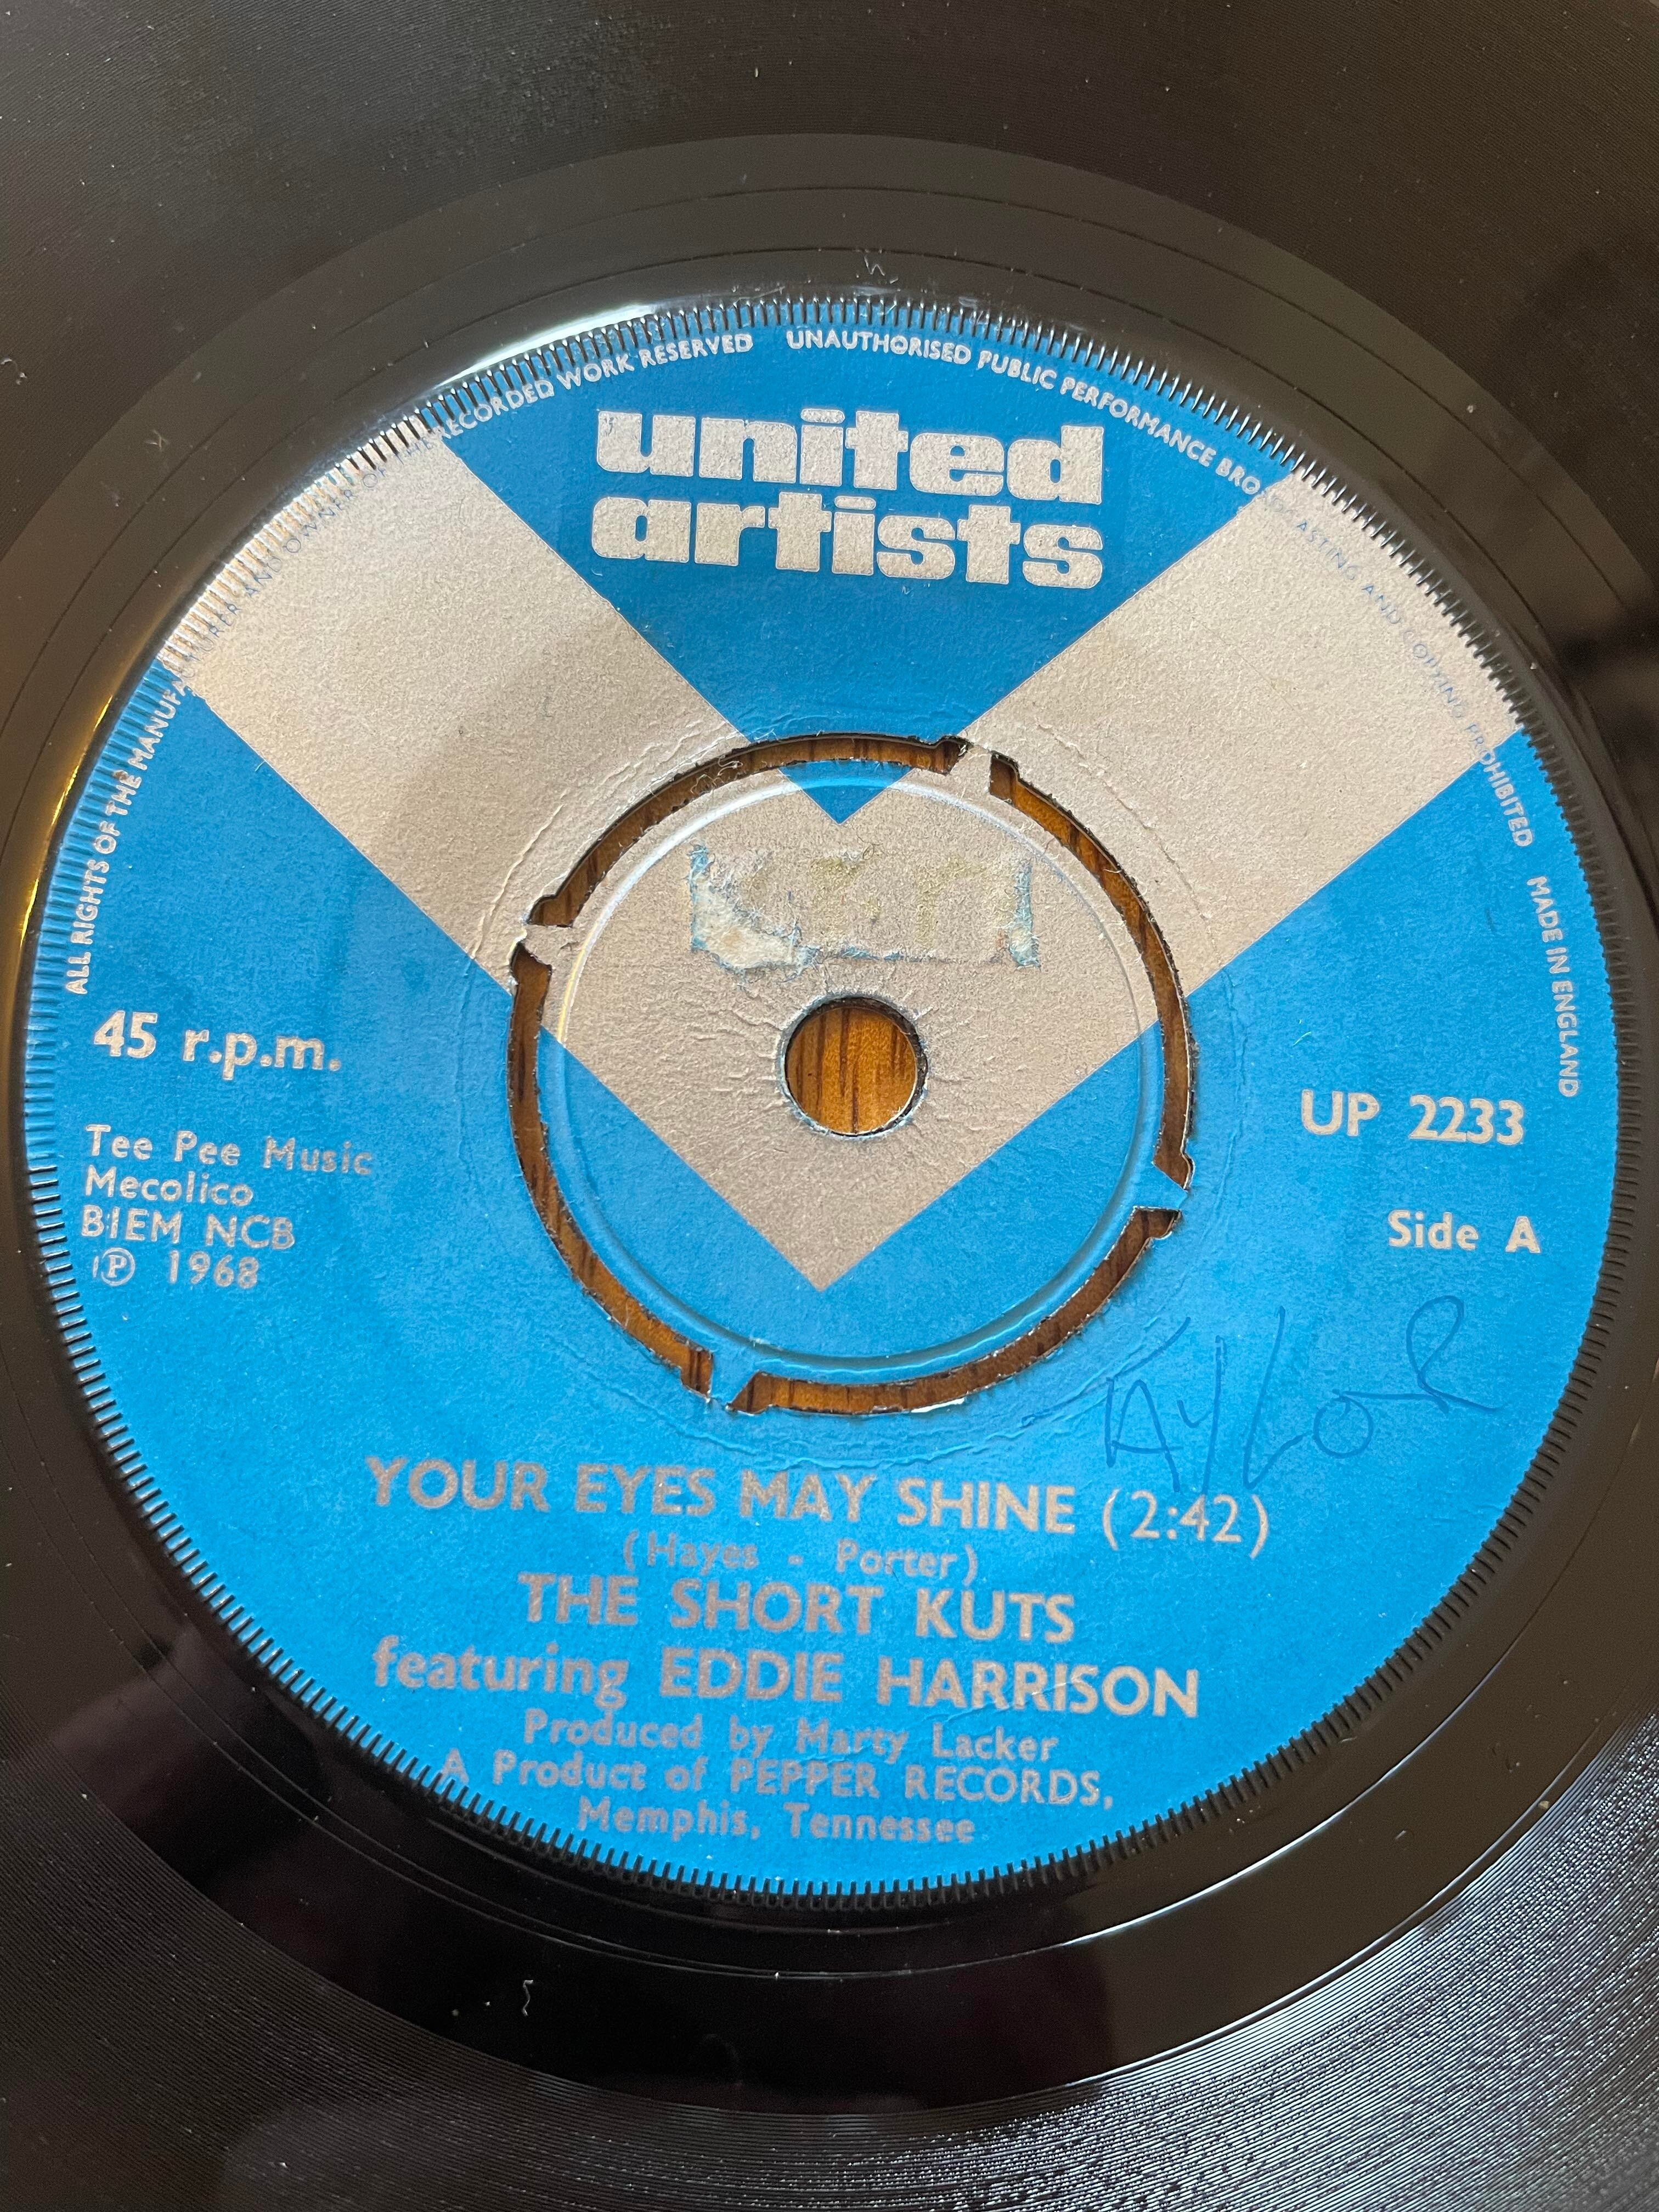 ALL RIGHTS OF THE MANUFACTURER AND OWNER OF THE RECORDED WORK RESERVED UNAUTHORISED PUBLIC PERFORMANCE BROADCASTING AND COPYING PROHIBITED MADE IN ENGLAND
united
artists
45 r.p.m.
UP 2233
Tee Pee Music
Mecolico
BIEM NCB
℗ 1968
Side A
TAYLOR
YOUR EYES MAY SHINE (2:42)
(Hayes - Porter)
THE SHORT KUTS
featuring EDDIE HARRISON
Produced by Marty Lacker
A Product of PEPPER RECORDS,
Memphis, Tennessee